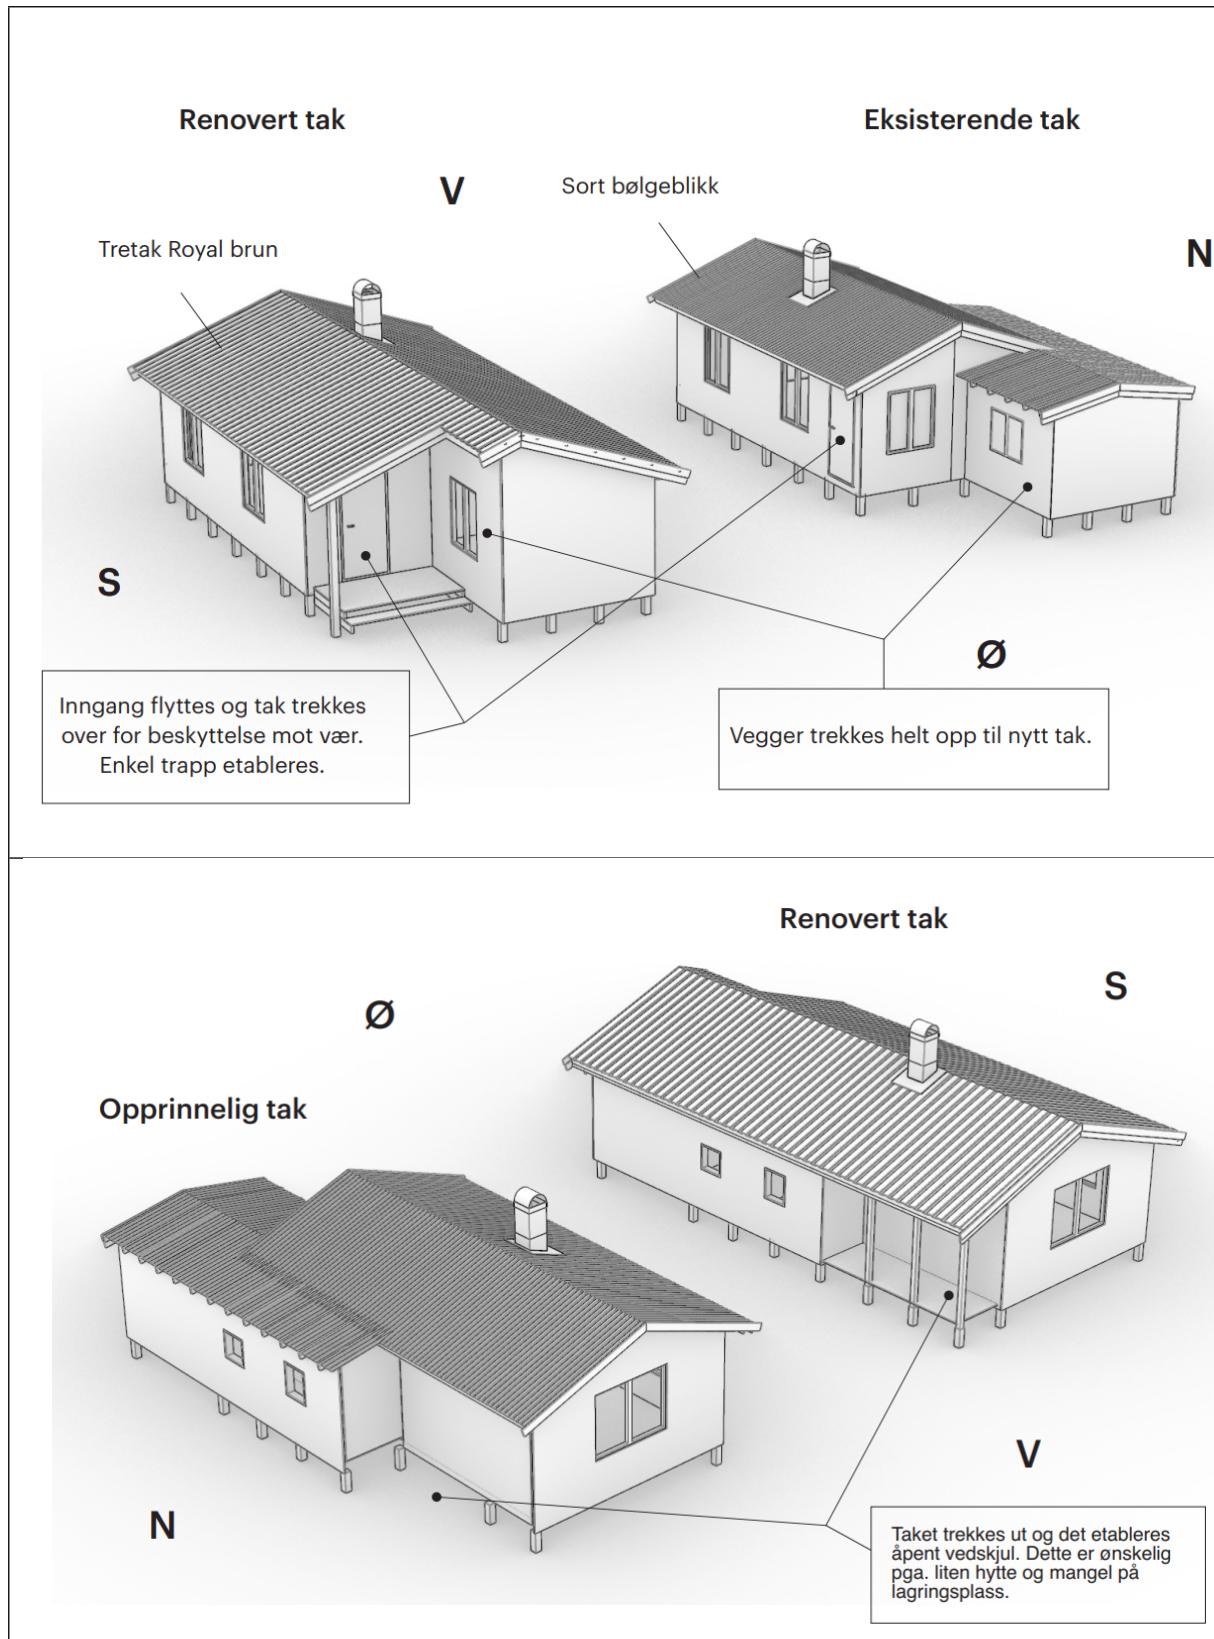 Renovert tak
Eksisterende tak
V
Sort bølgeblikk
N
Tretak Royal brun
S
Ø
Inngang flyttes og tak trekkes
over for beskyttelse mot vær.
Enkel trapp etableres.
Vegger trekkes helt opp til nytt tak.
Renovert tak
S
Ø
Opprinnelig tak
V
N
Taket trekkes ut og det etableres
åpent vedskjul. Dette er ønskelig
pga. liten hytte og mangel på
lagringsplass.